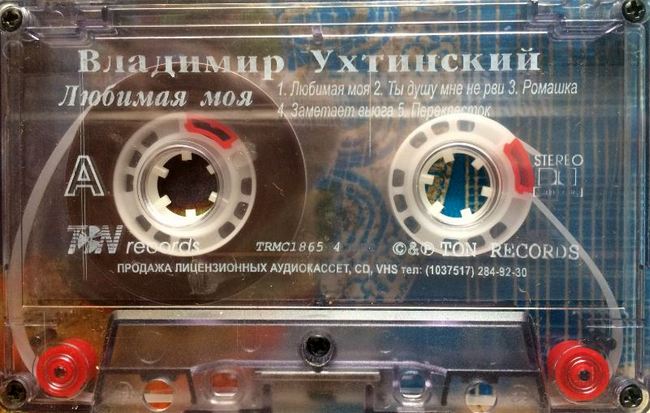 Владимир Ухтинский
Любимая моя
1. Любимая моя 2. Ты душу мне не рви 3. Ромашка
4. Заметает вьюга 5. Перекресток
A
STEREO
TON records
TRMC1865 4
©&℗ TON RECORDS
ПРОДАЖА ЛИЦЕНЗИОННЫХ АУДИОКАССЕТ, CD, VHS тел: (1037517) 284-92-30